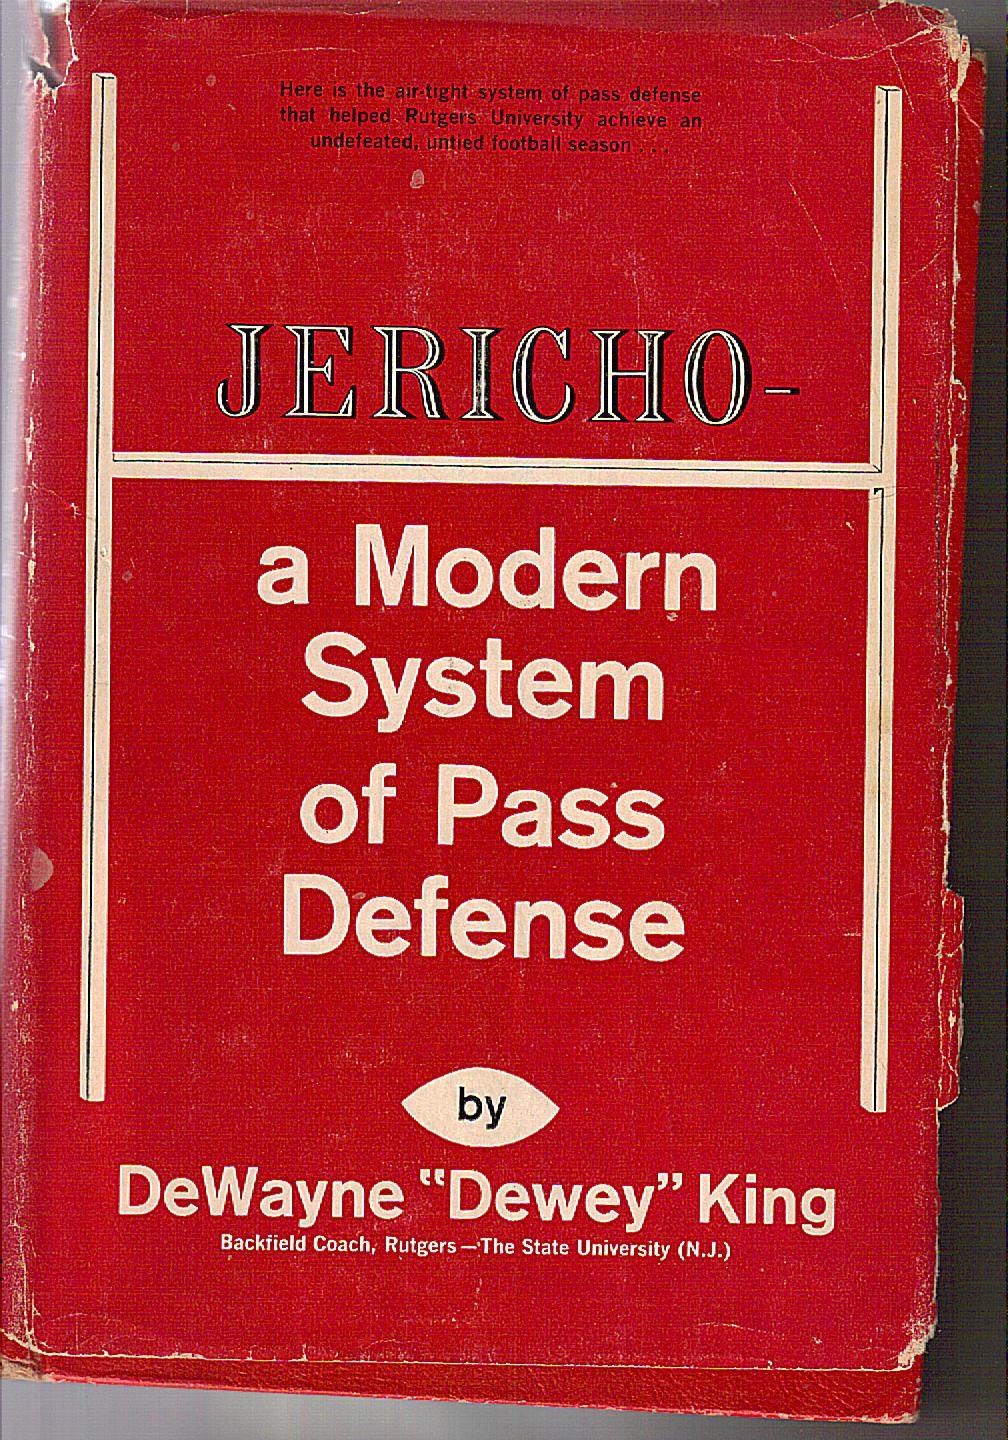 Here is the air-tight system of pass defense
that helped Rutgers University achieve an
undefeated, untied football season . . .
JERICHO-
a Modern
System
of Pass
Defense
by
DeWayne “Dewey” King
Backfield Coach, Rutgers—The State University (N.J.)